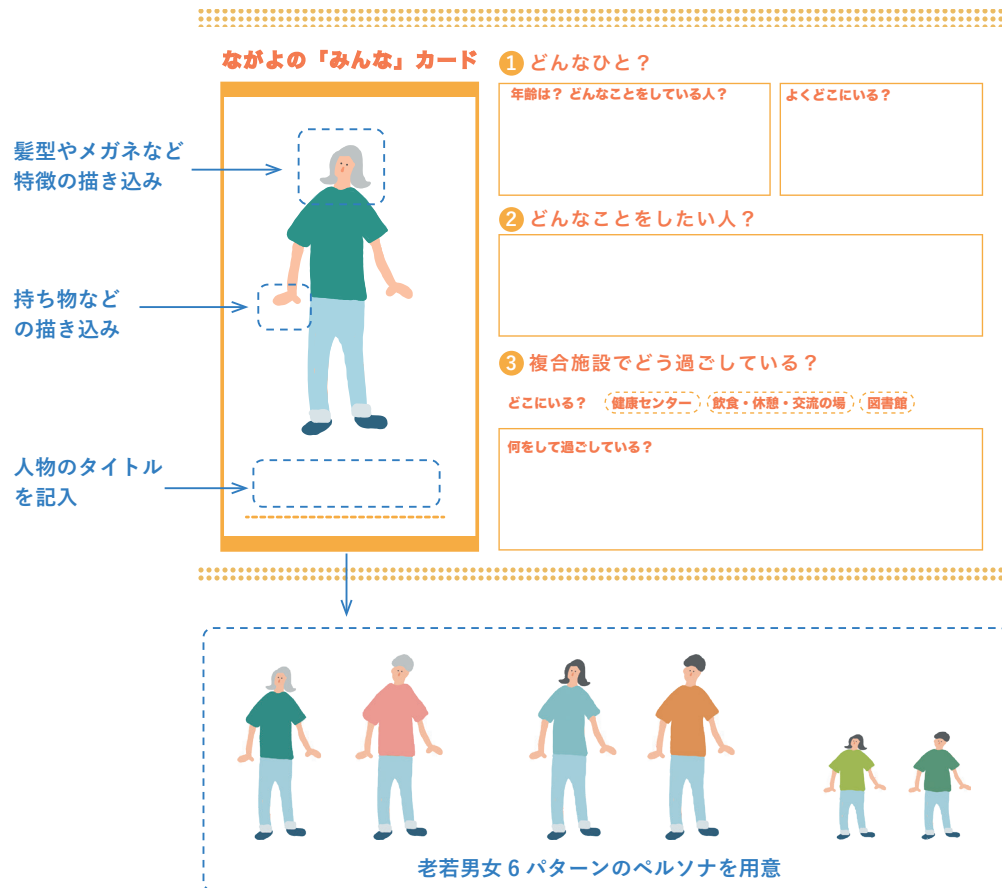 ながよの「みんな」カード
髪型やメガネなど
特徴の描き込み
持ち物など
の描き込み
人物のタイトル
を記入
1 どんなひと？
年齢は？ どんなことをしている人？
よくどこにいる？
2 どんなことをしたい人？
3 複合施設でどう過ごしている？
どこにいる？ 健康センター 飲食・休憩・交流の場 図書館
何をして過ごしている？
老若男女 6 パターンのペルソナを用意